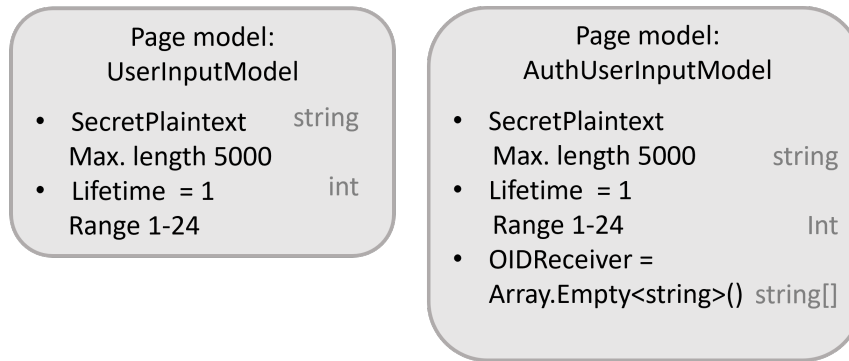 Page model:
UserInputModel
• SecretPlaintext string
Max. length 5000
• Lifetime = 1 int
Range 1-24
Page model:
AuthUserInputModel
• SecretPlaintext
Max. length 5000 string
• Lifetime = 1
Range 1-24 Int
• OIDReceiver =
Array.Empty<string>() string[]